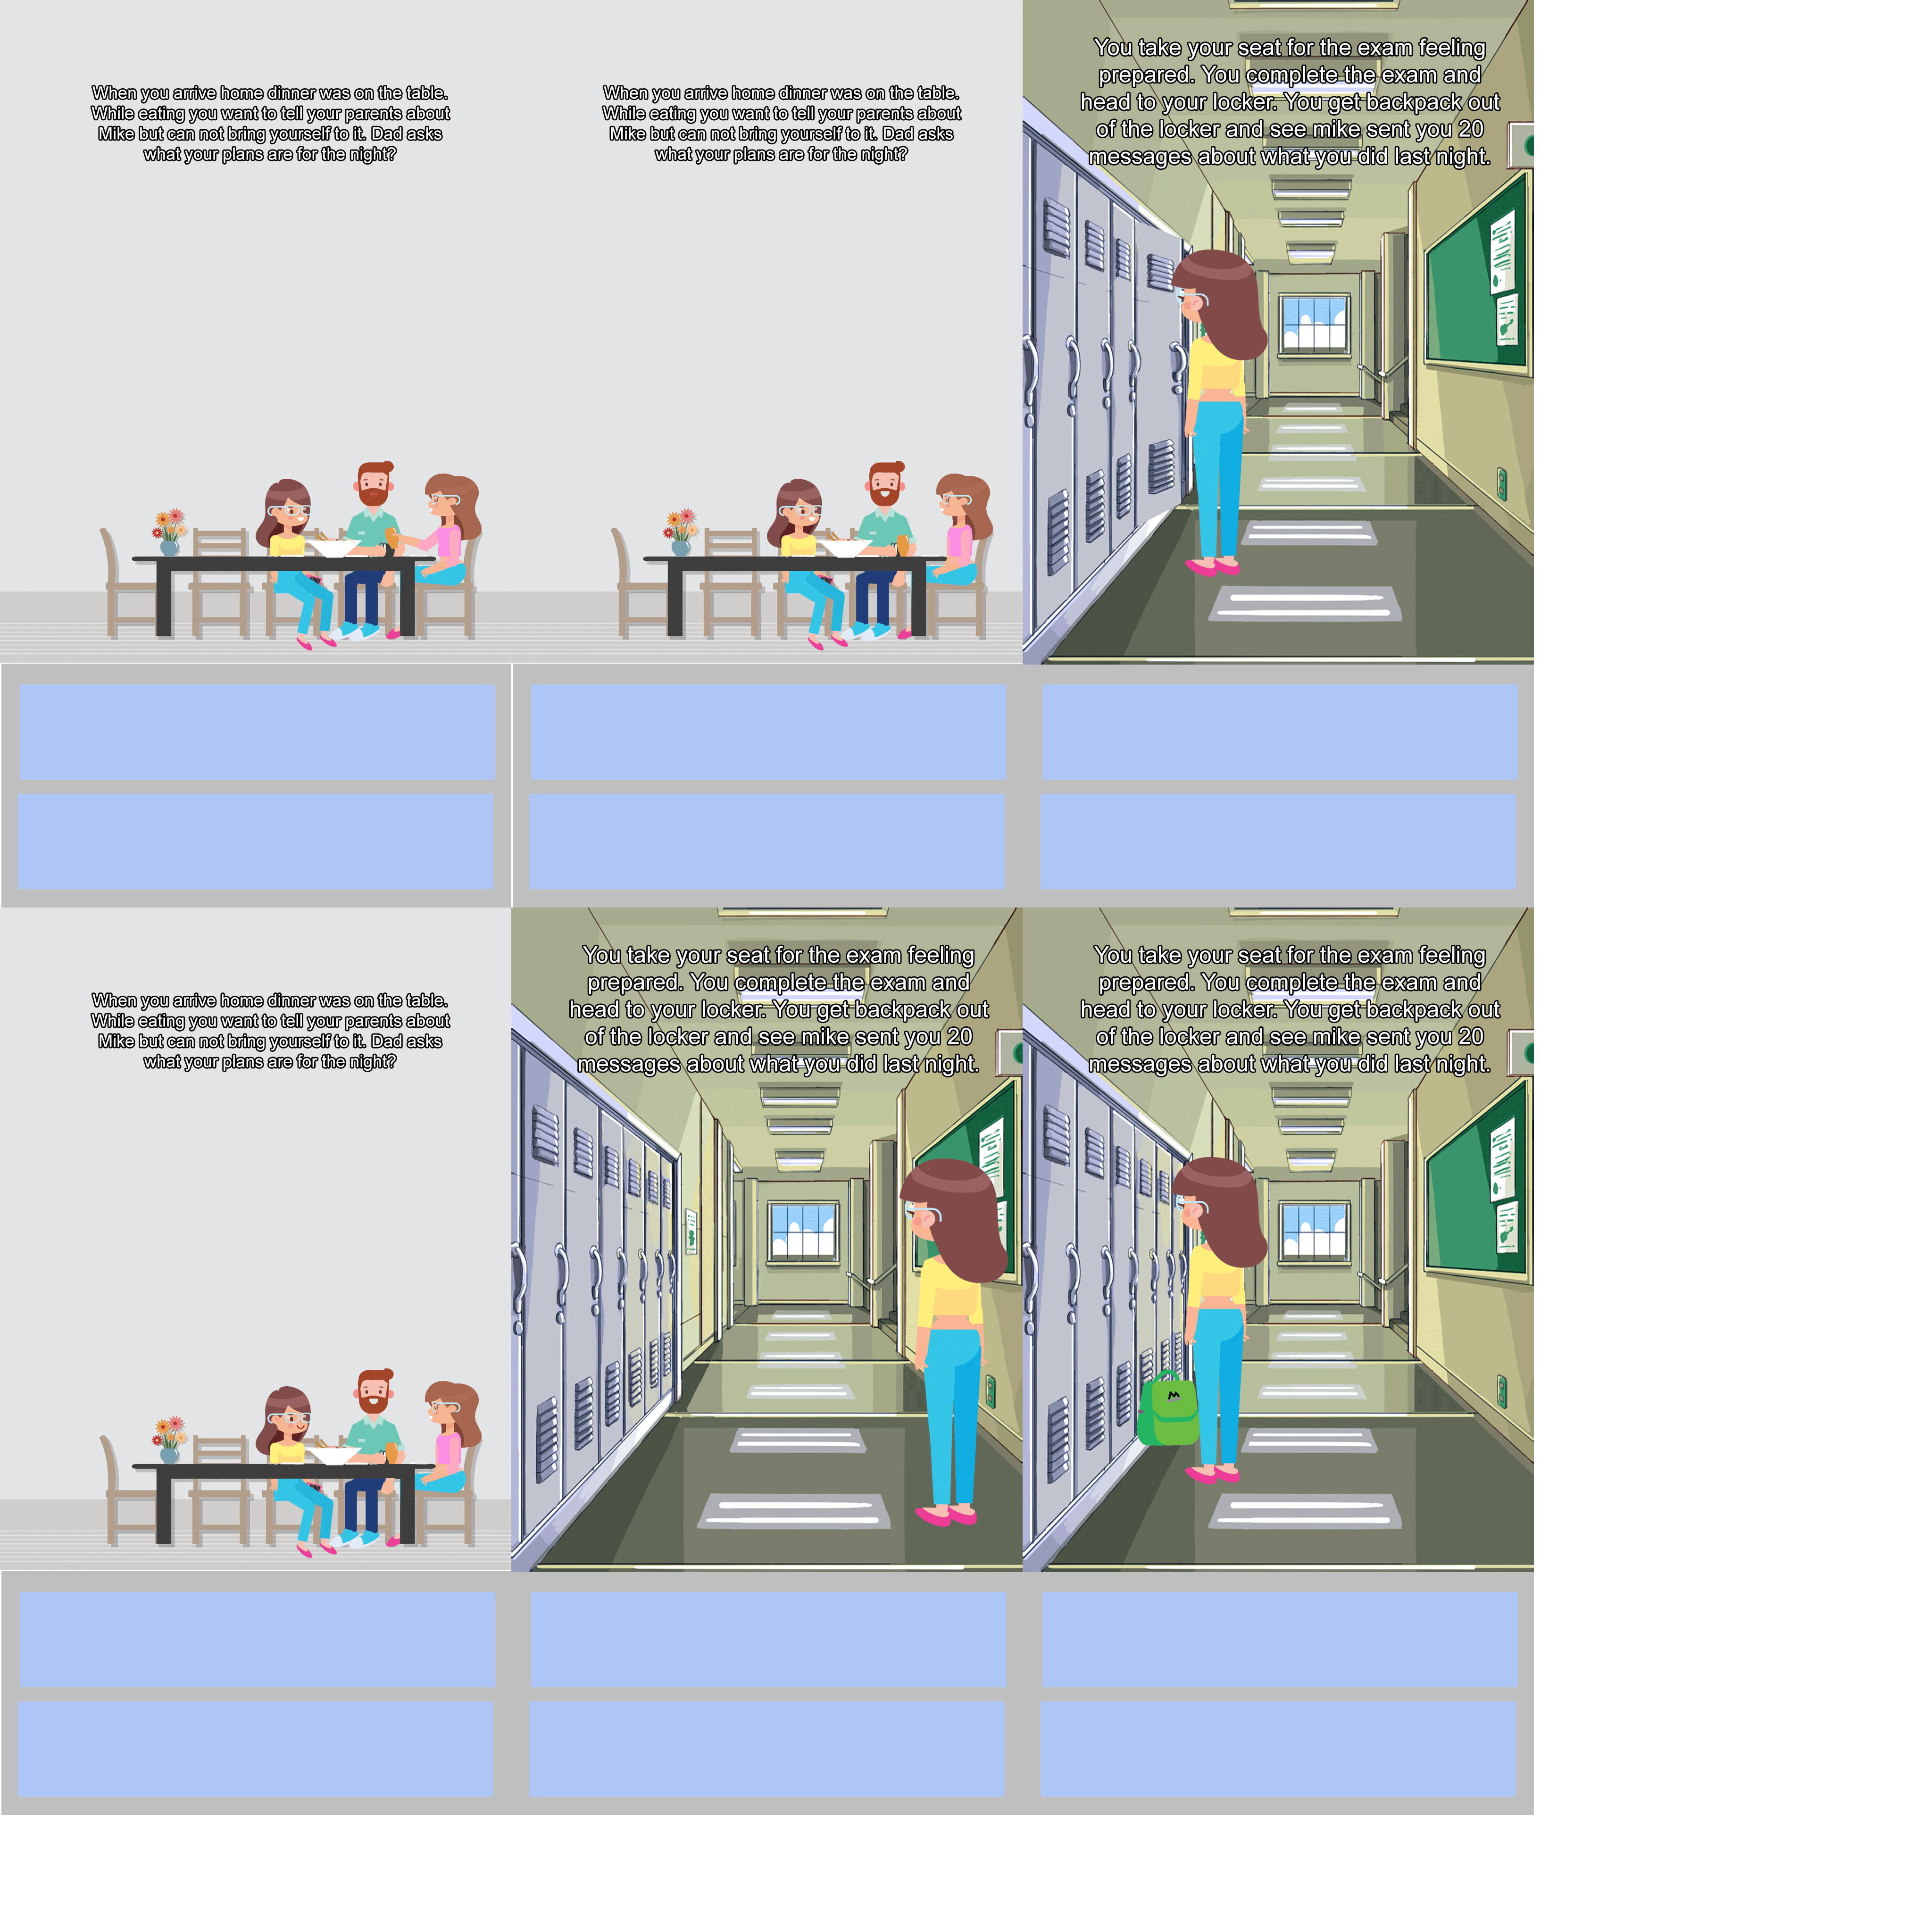 When you arrive home dinner was on the table.
While eating you want to tell your parents about
Mike but can not bring yourself to it. Dad asks
what your plans are for the night?
When you arrive home dinner was on the table.
While eating you want to tell your parents about
Mike but can not bring yourself to it. Dad asks
what your plans are for the night?
You take your seat for the exam feeling
prepared. You complete the exam and
head to your locker. You get backpack out
of the locker and see mike sent you 20
messages about what you did last night.
When you arrive home dinner was on the table.
While eating you want to tell your parents about
Mike but can not bring yourself to it. Dad asks
what your plans are for the night?
You take your seat for the exam feeling
prepared. You complete the exam and
head to your locker. You get backpack out
of the locker and see mike sent you 20
messages about what you did last night.
You take your seat for the exam feeling
prepared. You complete the exam and
head to your locker. You get backpack out
of the locker and see mike sent you 20
messages about what you did last night.